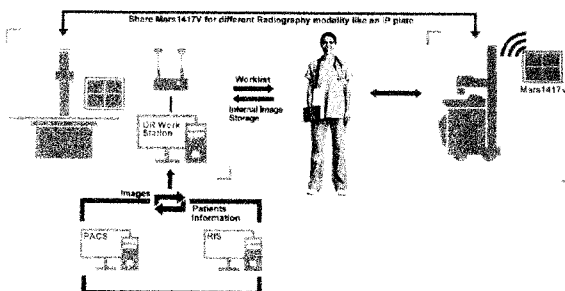 Share Mars1417V for different Radiography modality like an IP plate
Worklist
Internal Image
Storage
Mars1417v
DR Work
Station
Images
Patients
Information
PACS
RIS